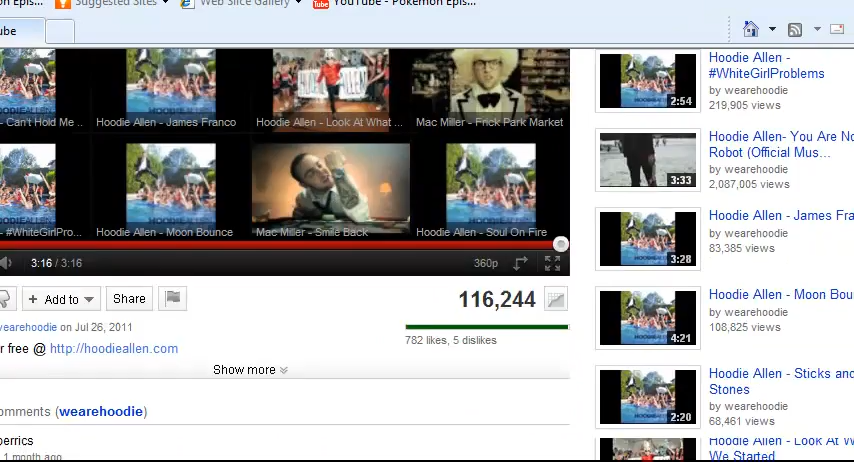 Suggested Sites
Web Slice Gallery
YouTube - Pokemon Epis...
- Can't Hold Me ...
Hoodie Allen - James Franco
Hoodie Allen - Look At What ...
Mac Miller - Frick Park Market
- #WhiteGirlPro...
Hoodie Allen - Moon Bounce
Mac Miller - Smile Back
Hoodie Allen - Soul On Fire
3:16 / 3:16
360p
+ Add to
Share
116,244
wearehoodie on Jul 26, 2011
782 likes, 5 dislikes
r free @ http://hoodieallen.com
Show more
omments (wearehoodie)
1 month ago
2:54
Hoodie Allen -
#WhiteGirlProblems
by wearehoodie
219,905 views
3:33
Hoodie Allen- You Are No
Robot (Official Mus...
by wearehoodie
2,087,005 views
3:28
Hoodie Allen - James Fra
by wearehoodie
83,385 views
4:21
Hoodie Allen - Moon Bou
by wearehoodie
108,825 views
2:20
Hoodie Allen - Sticks and
Stones
by wearehoodie
68,461 views
Hoodie Allen - Look At W
We Started